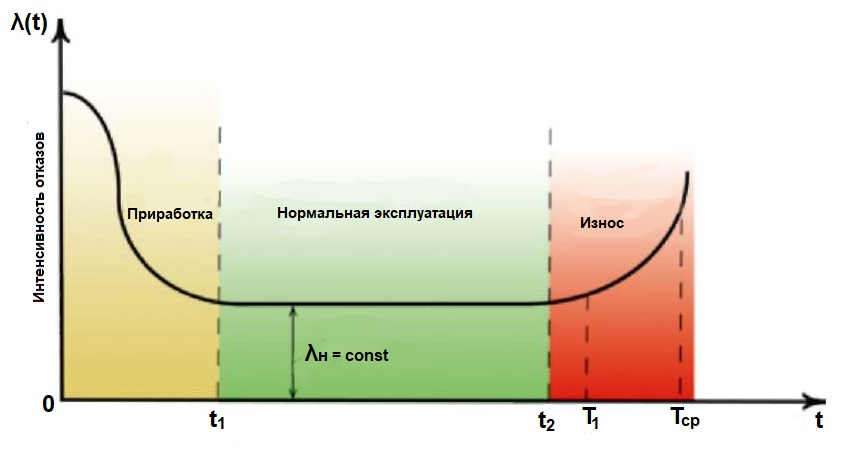 λ(t)
Интенсивность отказов
Приработка
Нормальная эксплуатация
Износ
λн = const
0
t1
t2
T1
Tср
t